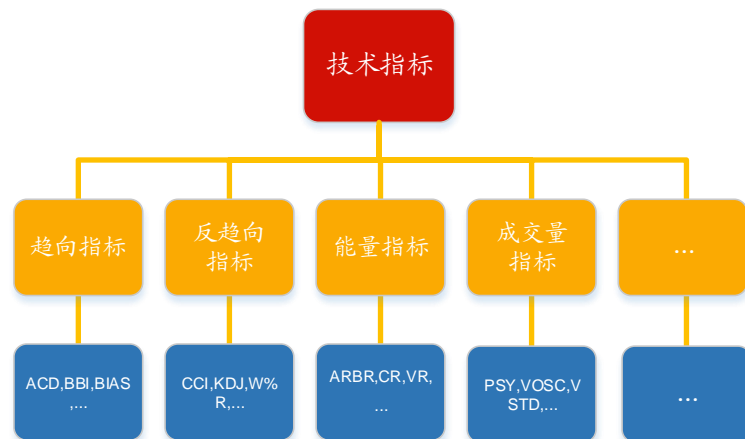 技术指标
趋向指标
反趋向
指标
能量指标
成交量
指标
...
ACD,BBI,BIAS
,...
CCI,KDJ,W%
R,...
ARBR,CR,VR,
...
PSY,VOSC,V
STD,...
...